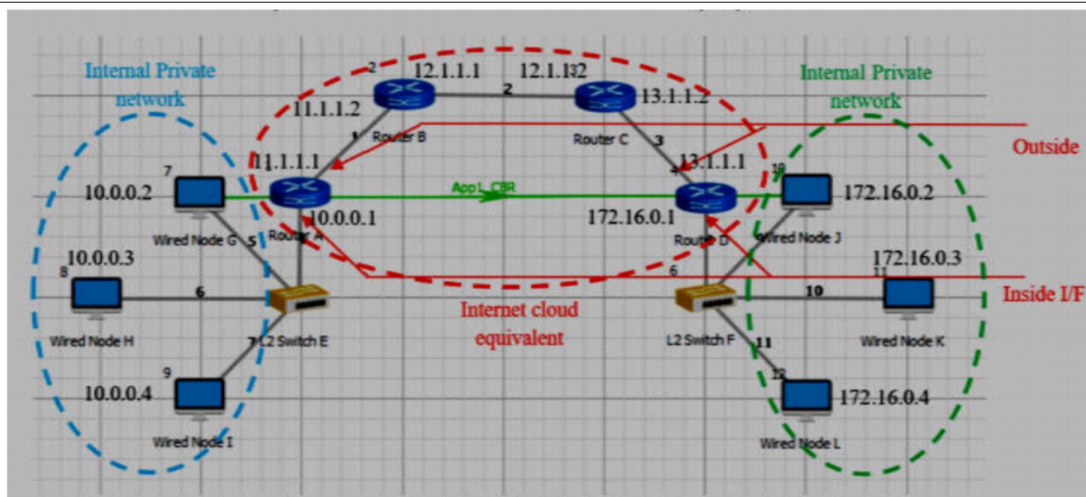 Internal Private
network
2
12.1.1.1
12.1.1.2
Internal Private
network
11.1.1.2
2
13.1.1.2
1
Router B
Router C
3
Outside
7
11.1.1.1
13.1.1.1
4
10.0.0.2
App1_CBR
172.16.0.2
10.0.0.1
172.16.0.1
Wired Node G
5
Router A
Router D
9
Wired Node J
10.0.0.3
172.16.0.3
8
6
11
6
10
Inside I/F
Wired Node H
L2 Switch E
Internet cloud
equivalent
L2 Switch F
Wired Node K
7
11
9
12
10.0.0.4
172.16.0.4
Wired Node I
Wired Node L